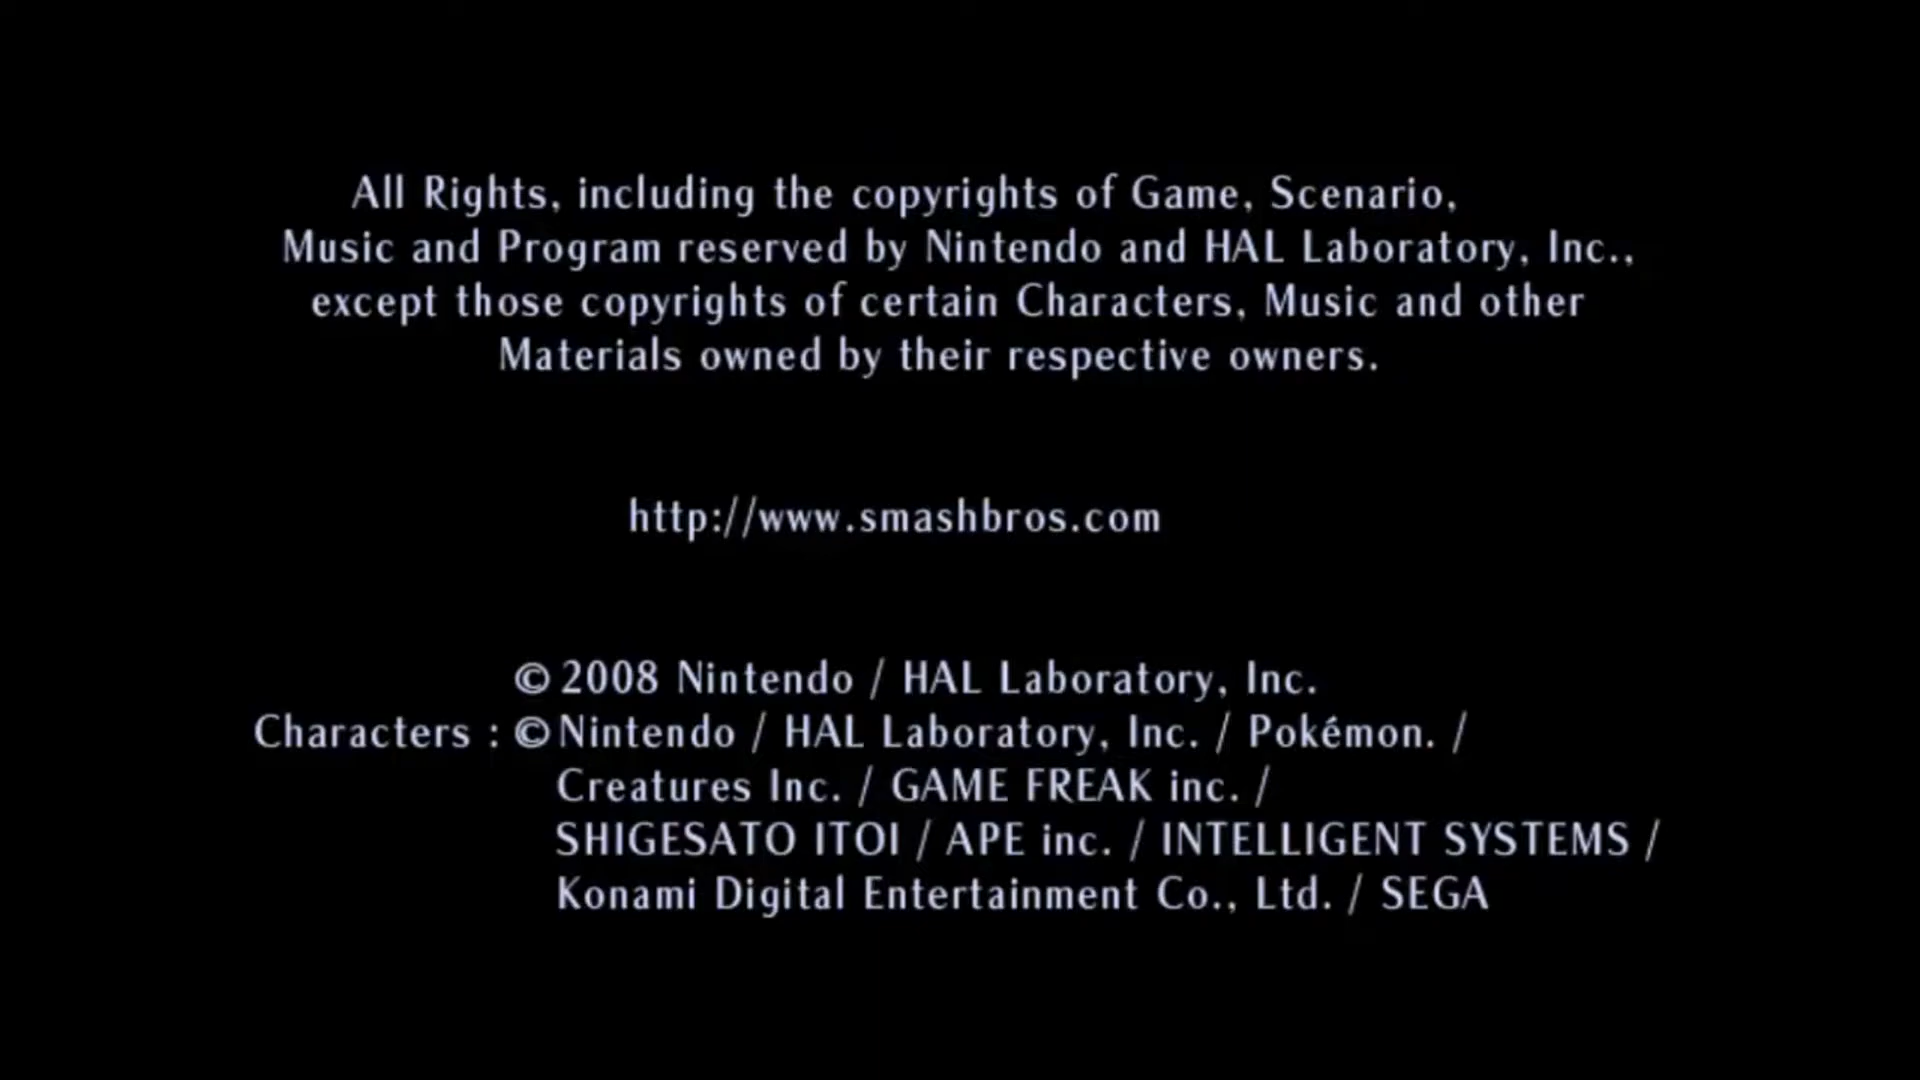 All Rights, including the copyrights of Game, Scenario,
Music and Program reserved by Nintendo and HAL Laboratory, Inc.,
except those copyrights of certain Characters, Music and other
Materials owned by their respective owners.
http://www.smashbros.com
© 2008 Nintendo / HAL Laboratory, Inc.
Characters : © Nintendo / HAL Laboratory, Inc. / Pokémon. /
Creatures Inc. / GAME FREAK inc. /
SHIGESATO ITOI / APE inc. / INTELLIGENT SYSTEMS /
Konami Digital Entertainment Co., Ltd. / SEGA